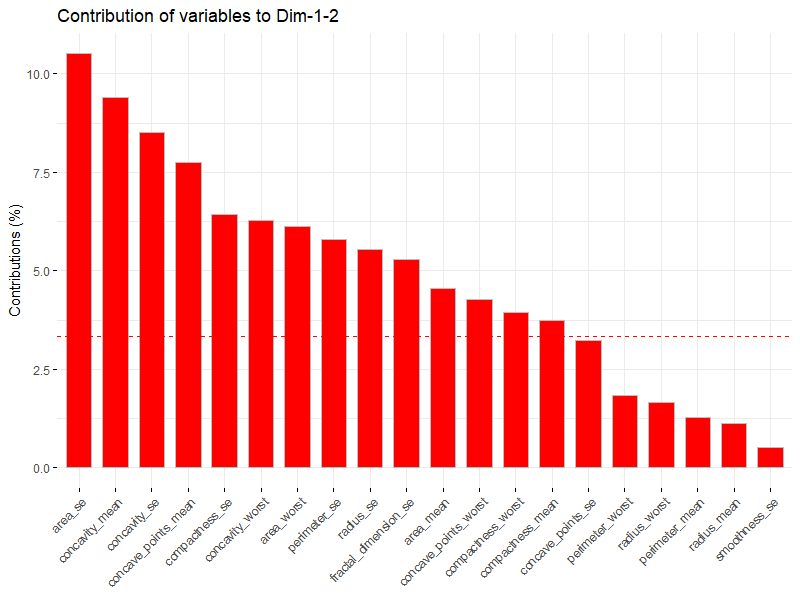 Contribution of variables to Dim-1-2
Contributions (%)
10.0
7.5
5.0
2.5
0.0
area_se
concavity_mean
concavity_se
concave_points_mean
compactness_se
concavity_worst
area_worst
perimeter_se
radius_se
fractal_dimension_se
area_mean
concave_points_worst
compactness_worst
compactness_mean
concave_points_se
perimeter_worst
radius_worst
perimeter_mean
radius_mean
smoothness_se